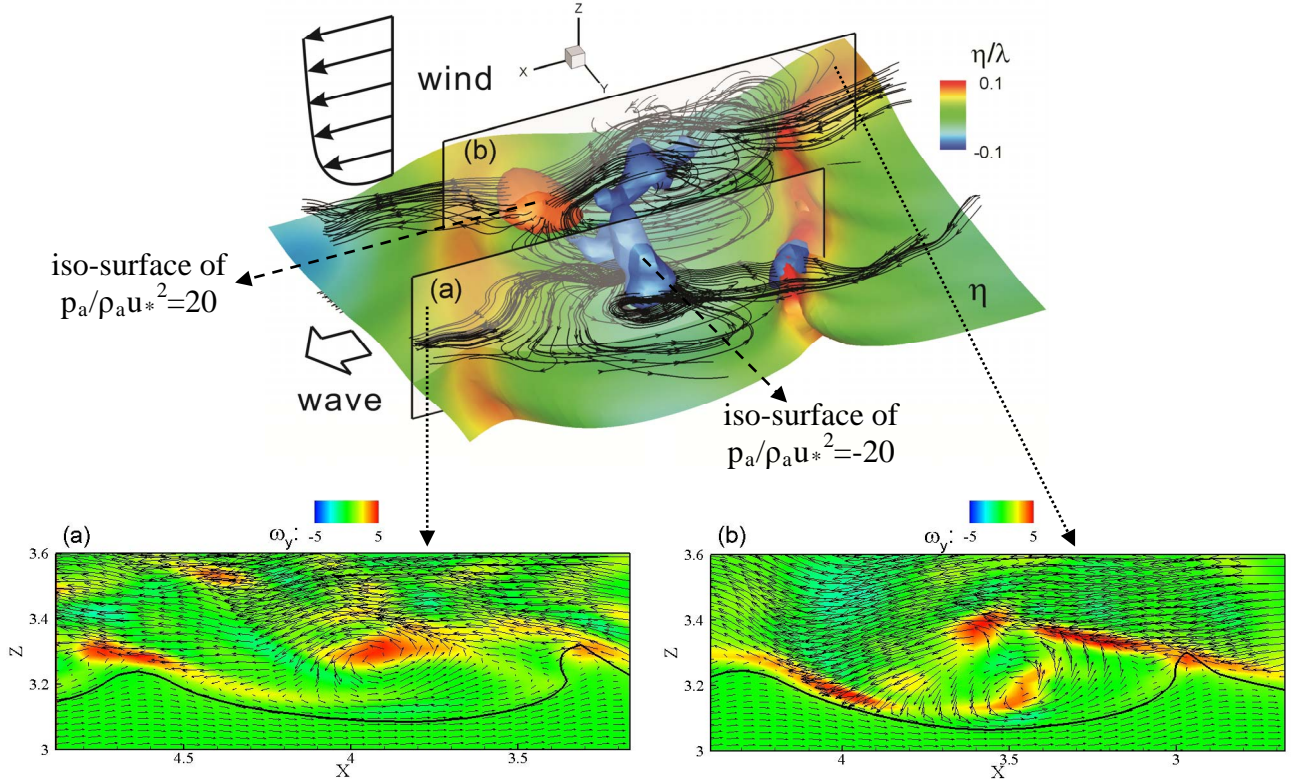 wind
Z
X
Y
η/λ
0.1
-0.1
(b)
(a)
η
iso-surface of
pₐ/ρₐu*²=20
wave
iso-surface of
pₐ/ρₐu*²=-20
(a)
ω_y: -5 5
3.6
3.4
Z
3.2
3
4.5 4 3.5
X
(b)
ω_y: -5 5
3.6
3.4
Z
3.2
3
4 3.5 3
X